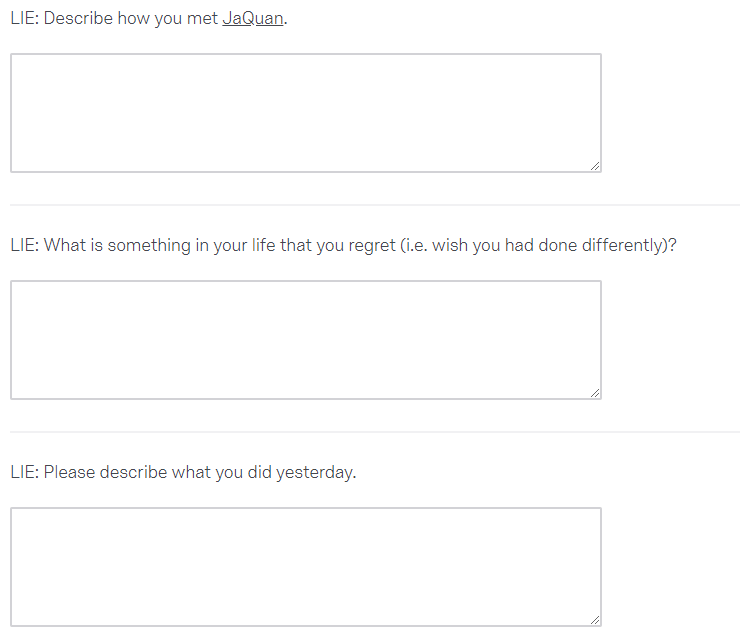 LIE: Describe how you met JaQuan.
LIE: What is something in your life that you regret (i.e. wish you had done differently)?
LIE: Please describe what you did yesterday.